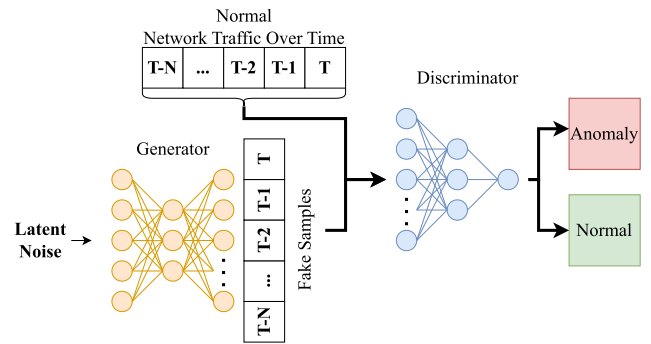 Normal
Network Traffic Over Time
T-N ... T-2 T-1 T
Discriminator
Generator
Latent
Noise
T
T-1
T-2
...
T-N
Fake Samples
Anomaly
Normal